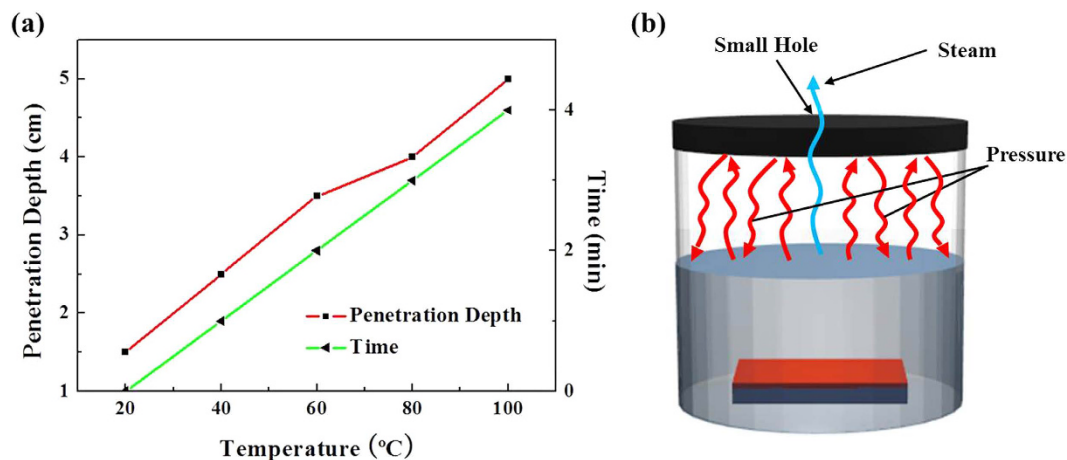 (a)
Penetration Depth (cm)
5
4
3
2
1
4
2
0
Time (min)
Penetration Depth
Time
20 40 60 80 100
Temperature (°C)
(b)
Small Hole
Steam
Pressure